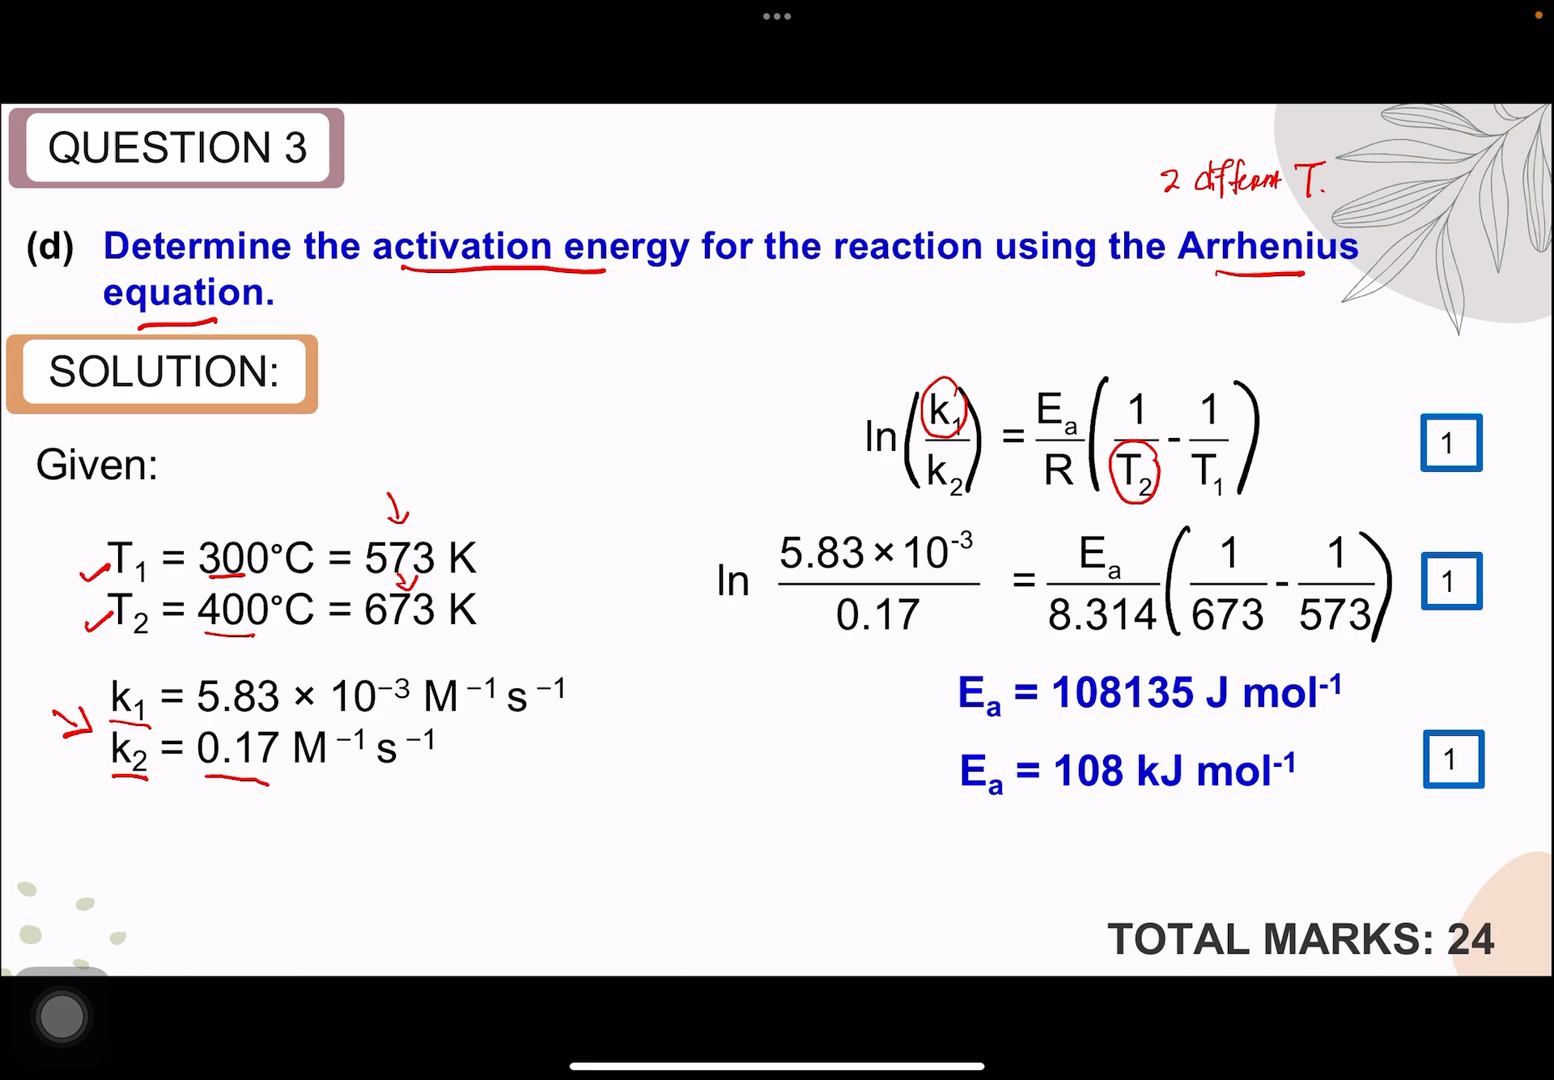 QUESTION 3
2 different T.
(d) Determine the activation energy for the reaction using the Arrhenius
equation.
SOLUTION:
Given:
ln(k₁/k₂) = Eₐ/R (1/T₂ - 1/T₁)
1
T₁ = 300°C = 573 K
T₂ = 400°C = 673 K
ln 5.83 × 10⁻³/0.17 = Eₐ/8.314 (1/673 - 1/573)
1
k₁ = 5.83 × 10⁻³ M⁻¹ s⁻¹
k₂ = 0.17 M⁻¹ s⁻¹
Eₐ = 108135 J mol⁻¹
Eₐ = 108 kJ mol⁻¹
1
TOTAL MARKS: 24